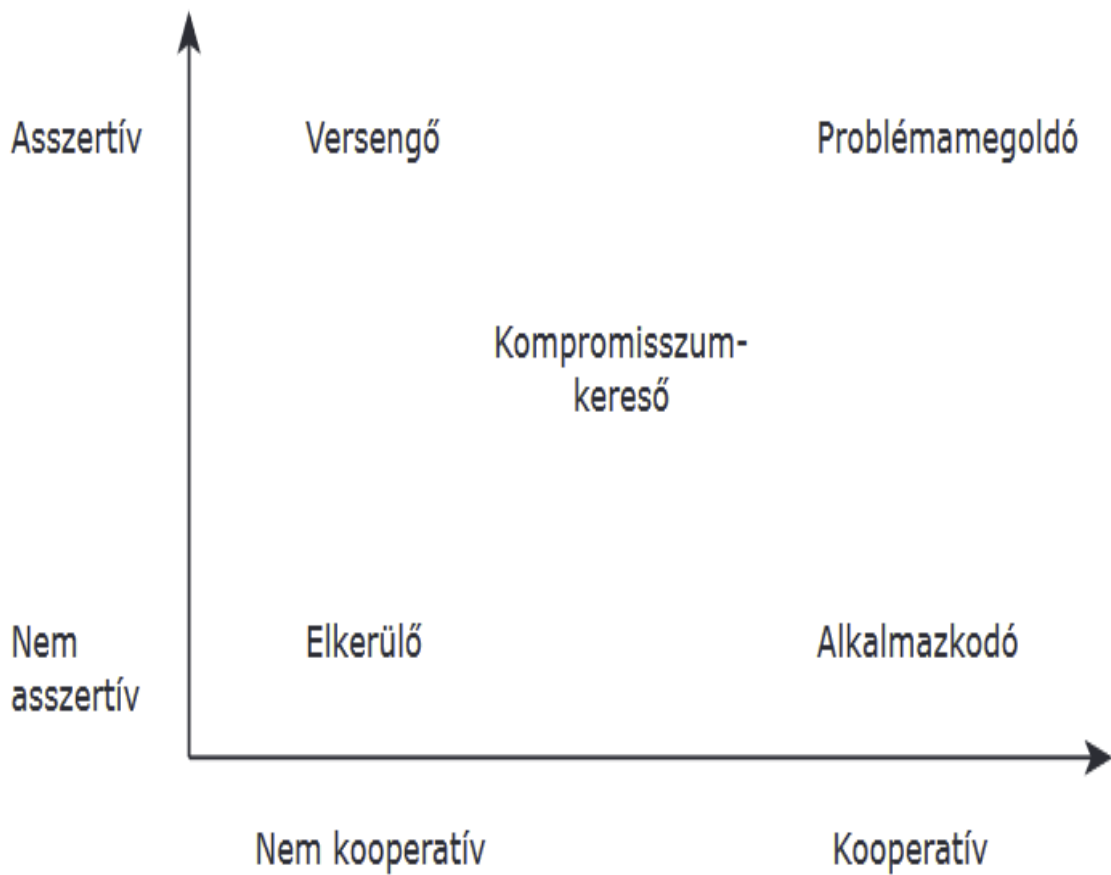 Asszertív
Versengő
Problémamegoldó
Kompromisszum-
kereső
Nem
asszertív
Elkerülő
Alkalmazkodó
Nem kooperatív
Kooperatív